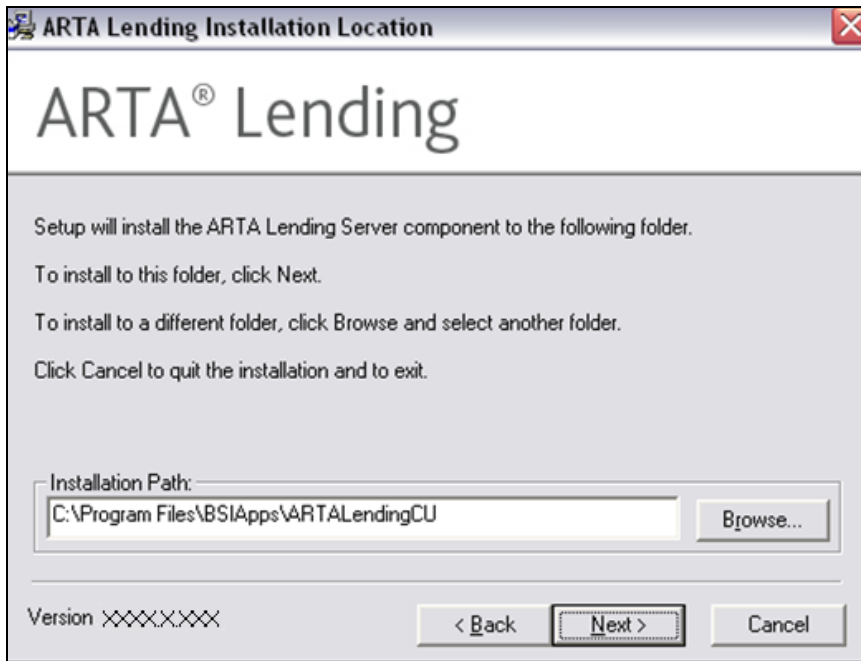 ARTA Lending Installation Location
ARTA® Lending
Setup will install the ARTA Lending Server component to the following folder.
To install to this folder, click Next.
To install to a different folder, click Browse and select another folder.
Click Cancel to quit the installation and to exit.
Installation Path:
C:\Program Files\BSIApps\ARTALendingCU
Browse...
Version XXXX.X.XXX
< Back
Next >
Cancel